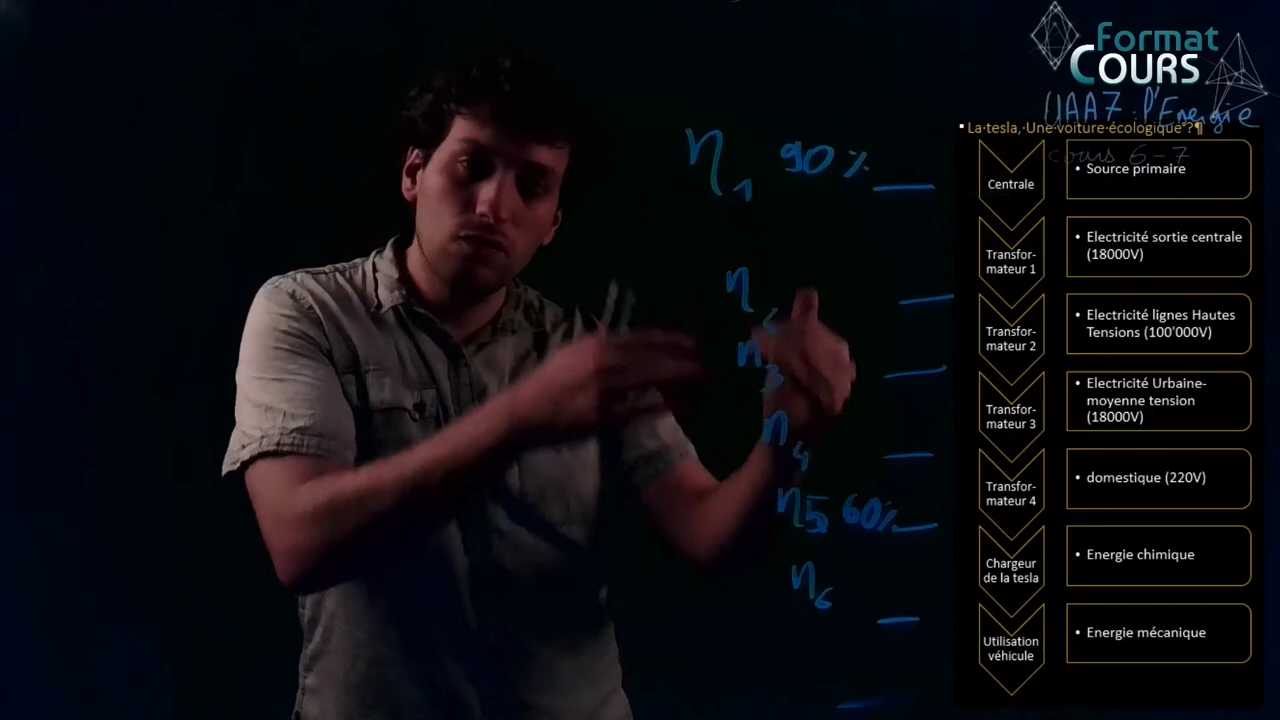 Format
COURS
UAA7 l'Energie
▪ La·tesla,·Une·voiture·écologique°?¶
cours 6-7
Centrale
• Source primaire
Transfor-
mateur 1
• Electricité sortie centrale
(18000V)
Transfor-
mateur 2
• Electricité lignes Hautes
Tensions (100'000V)
Transfor-
mateur 3
• Electricité Urbaine-
moyenne tension
(18000V)
Transfor-
mateur 4
• domestique (220V)
Chargeur
de la tesla
• Energie chimique
Utilisation
véhicule
• Energie mécanique
η1 90%
η2
η3
η4
η5 60%
η6